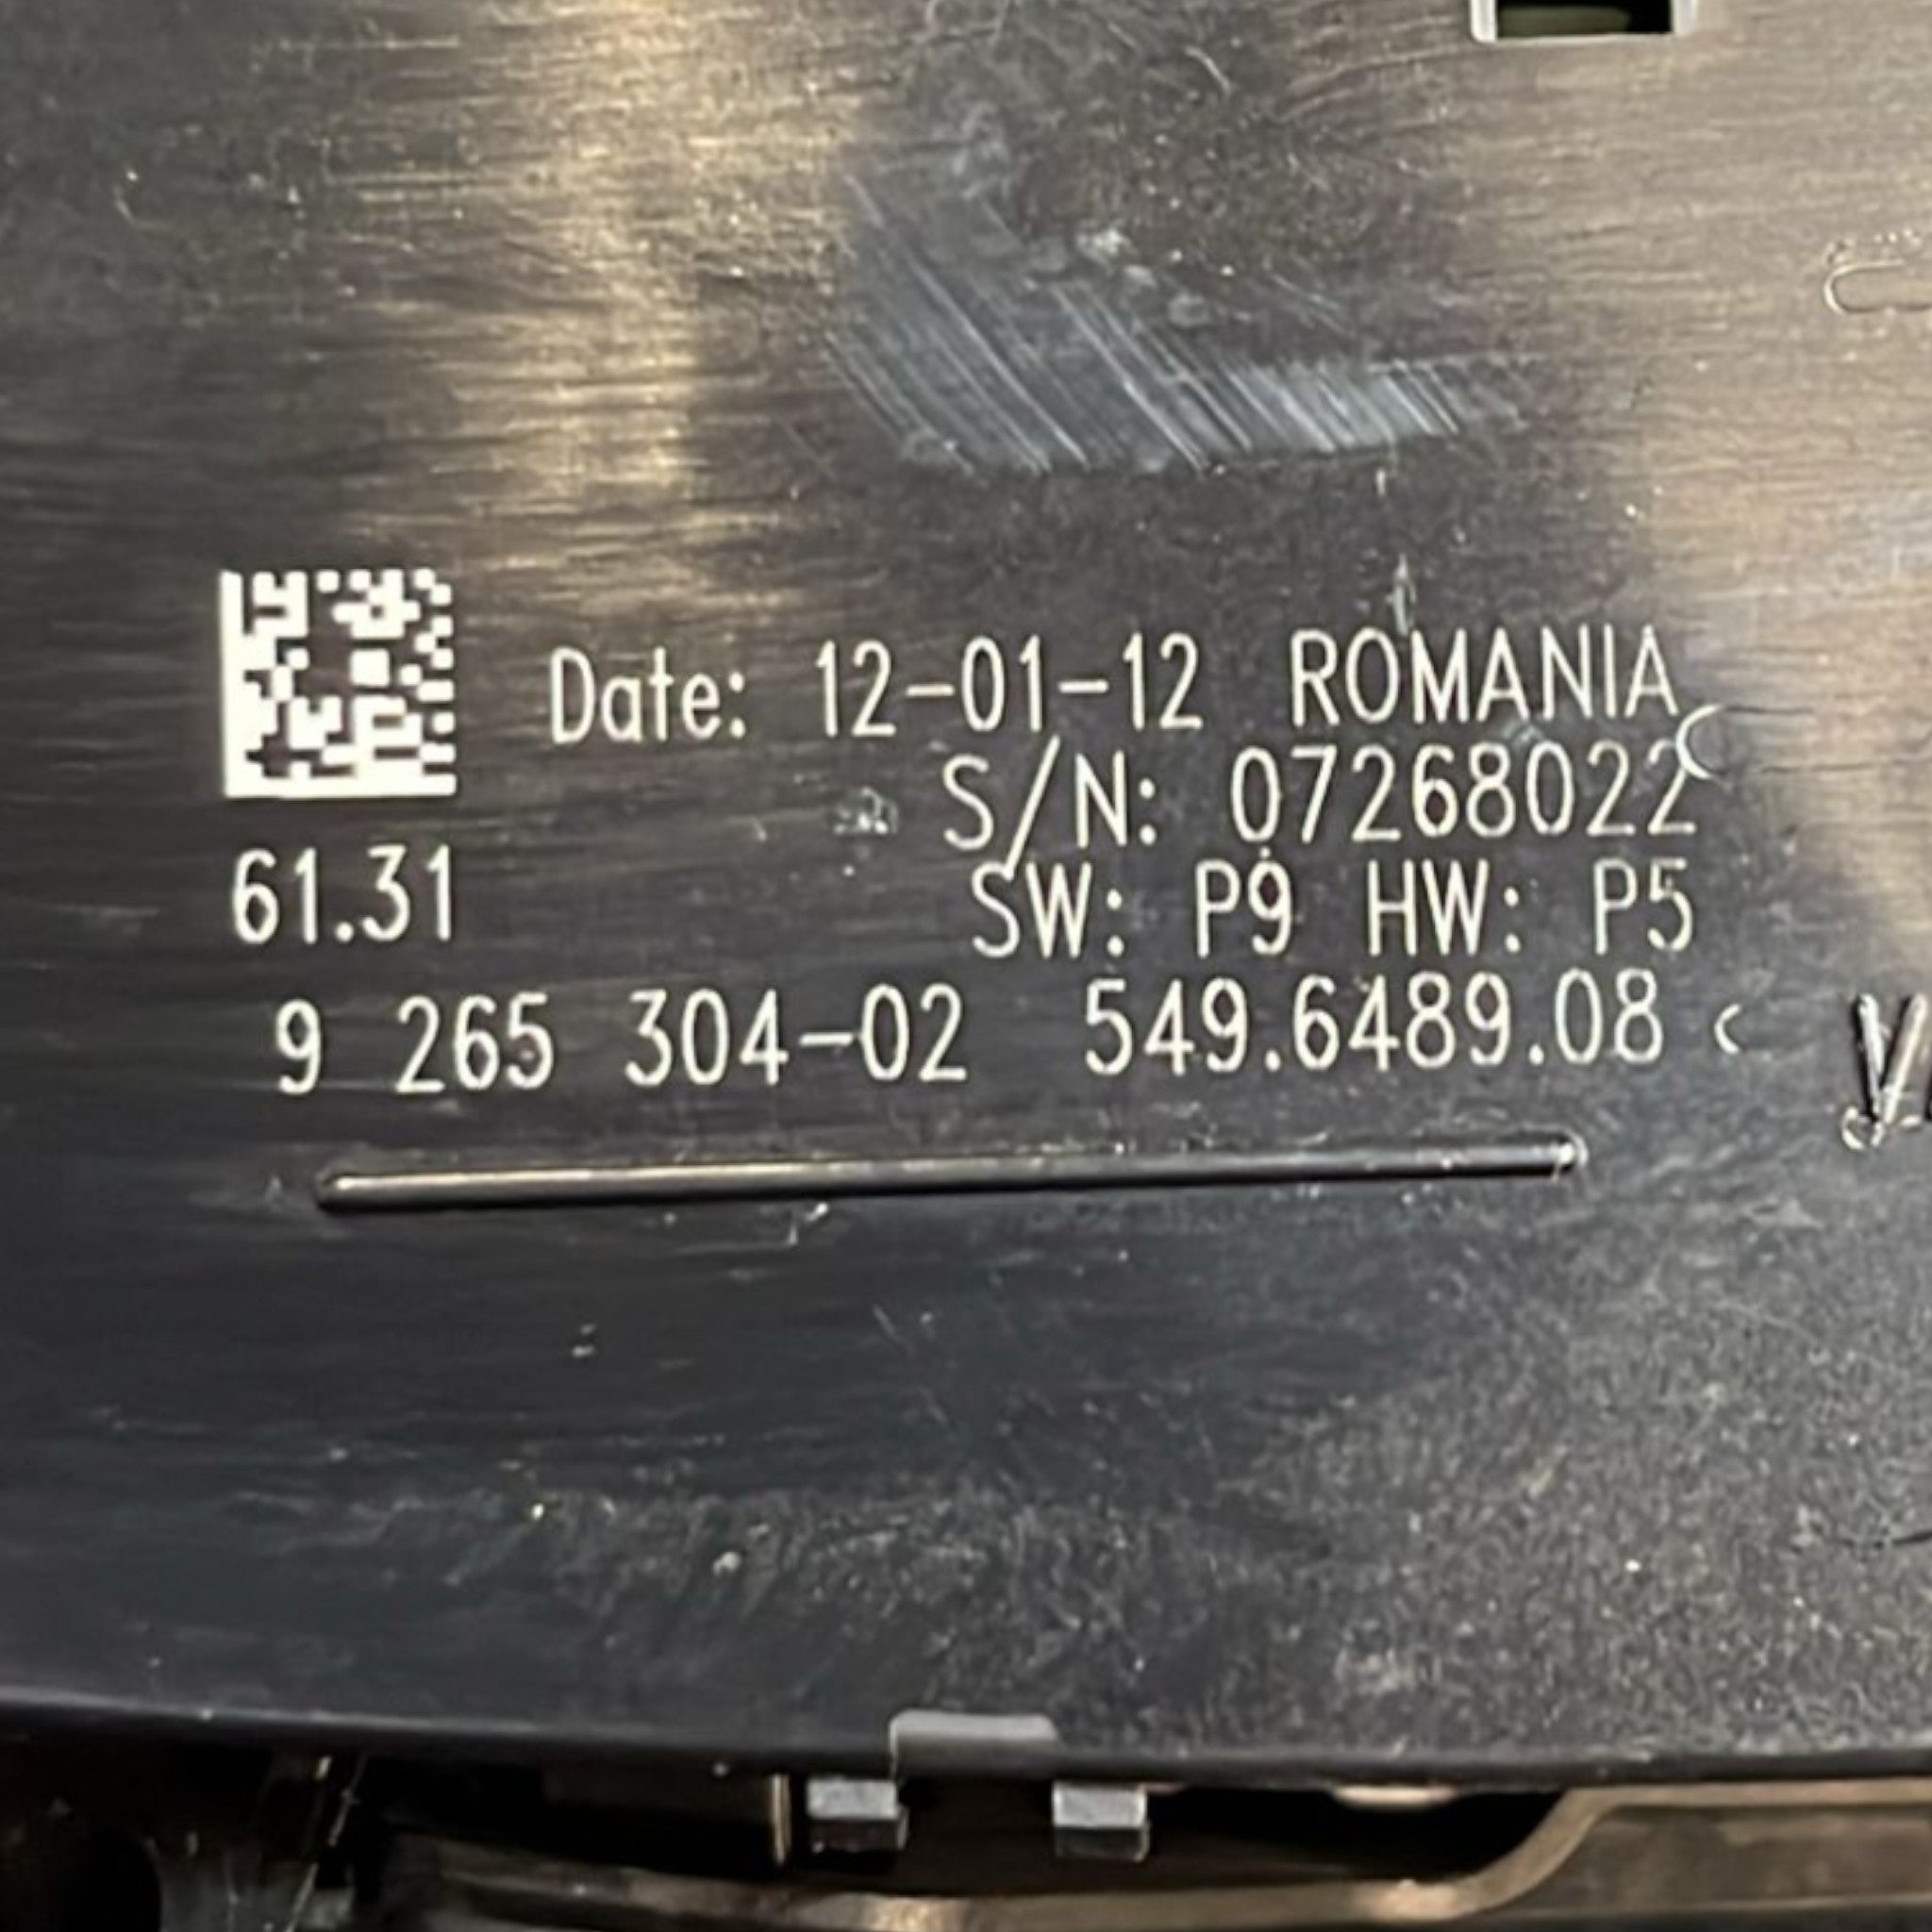 Date: 12-01-12 ROMANIA
S/N: 07268022
61.31
SW: P9 HW: P5
9 265 304-02 549.6489.08